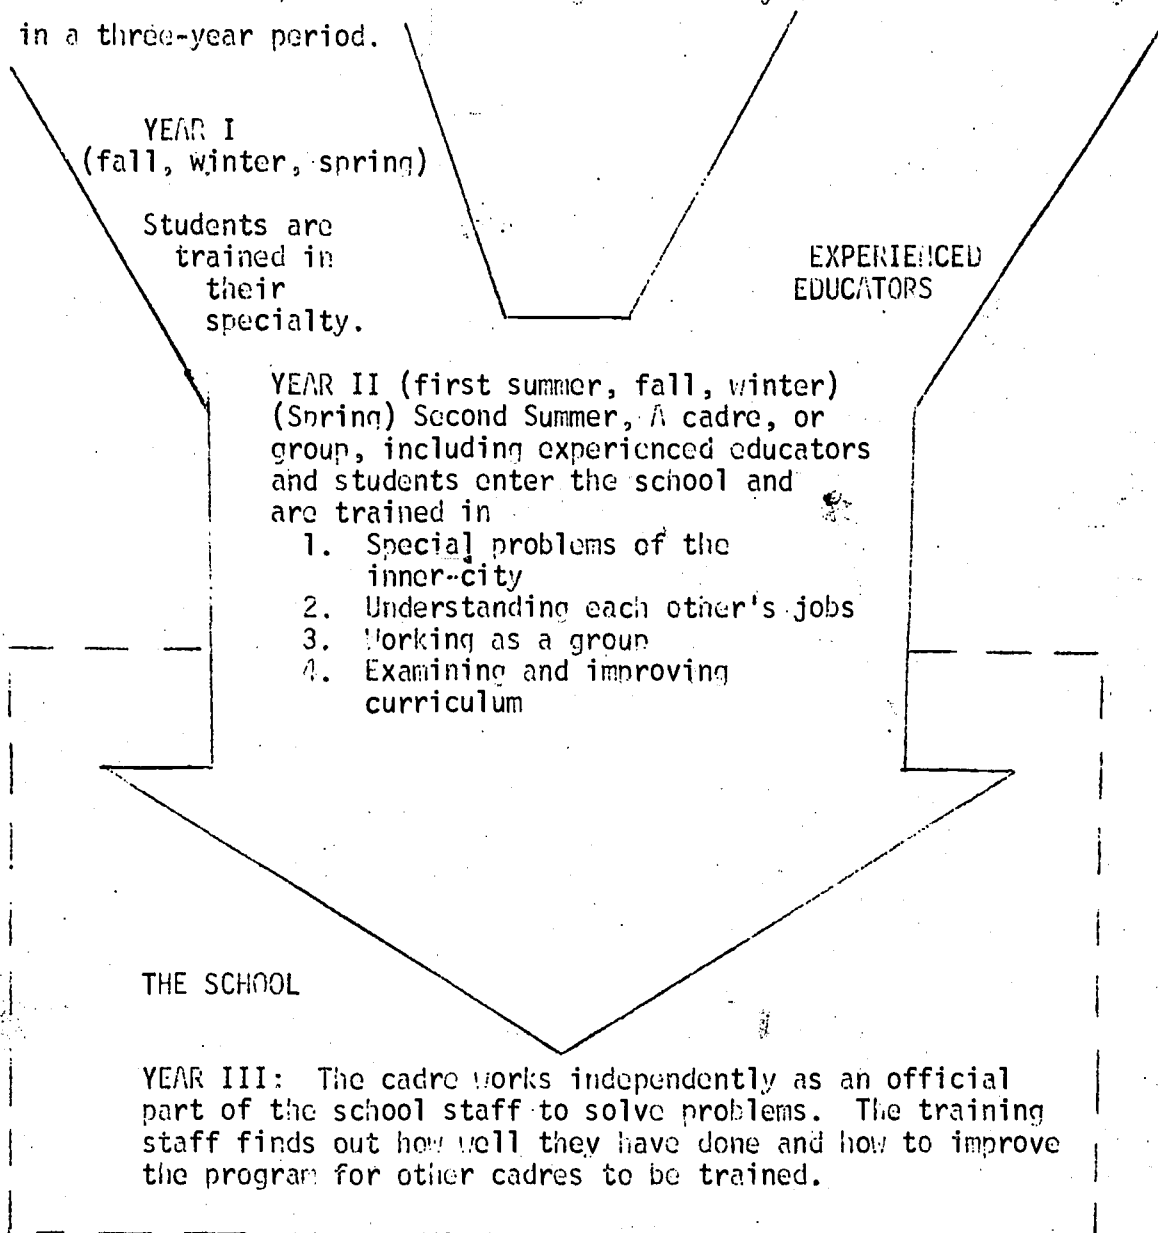 in a three-year period.
YEAR I
(fall, winter, spring)
Students are
trained in
their
specialty.
EXPERIENCED
EDUCATORS
YEAR II (first summer, fall, winter)
(Spring) Second Summer, A cadre, or
group, including experienced educators
and students enter the school and
are trained in
1. Special problems of the
inner-city
2. Understanding each other's jobs
3. Working as a group
4. Examining and improving
curriculum
THE SCHOOL
YEAR III: The cadre works independently as an official
part of the school staff to solve problems. The training
staff finds out how well they have done and how to improve
the program for other cadres to be trained.